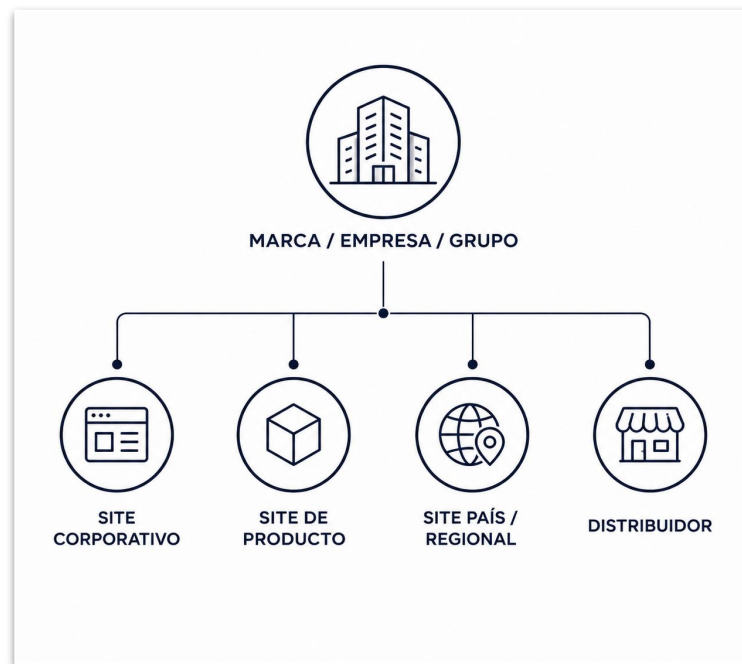 MARCA / EMPRESA / GRUPO
SITE
CORPORATIVO
SITE DE
PRODUCTO
SITE PAÍS /
REGIONAL
DISTRIBUIDOR